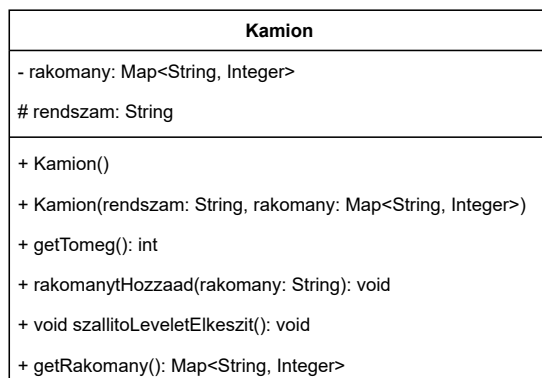 Kamion
- rakomany: Map<String, Integer>
# rendszam: String
+ Kamion()
+ Kamion(rendszam: String, rakomany: Map<String, Integer>)
+ getTomeg(): int
+ rakomanytHozzaad(rakomany: String): void
+ void szallitoLeveletElkeszit(): void
+ getRakomany(): Map<String, Integer>